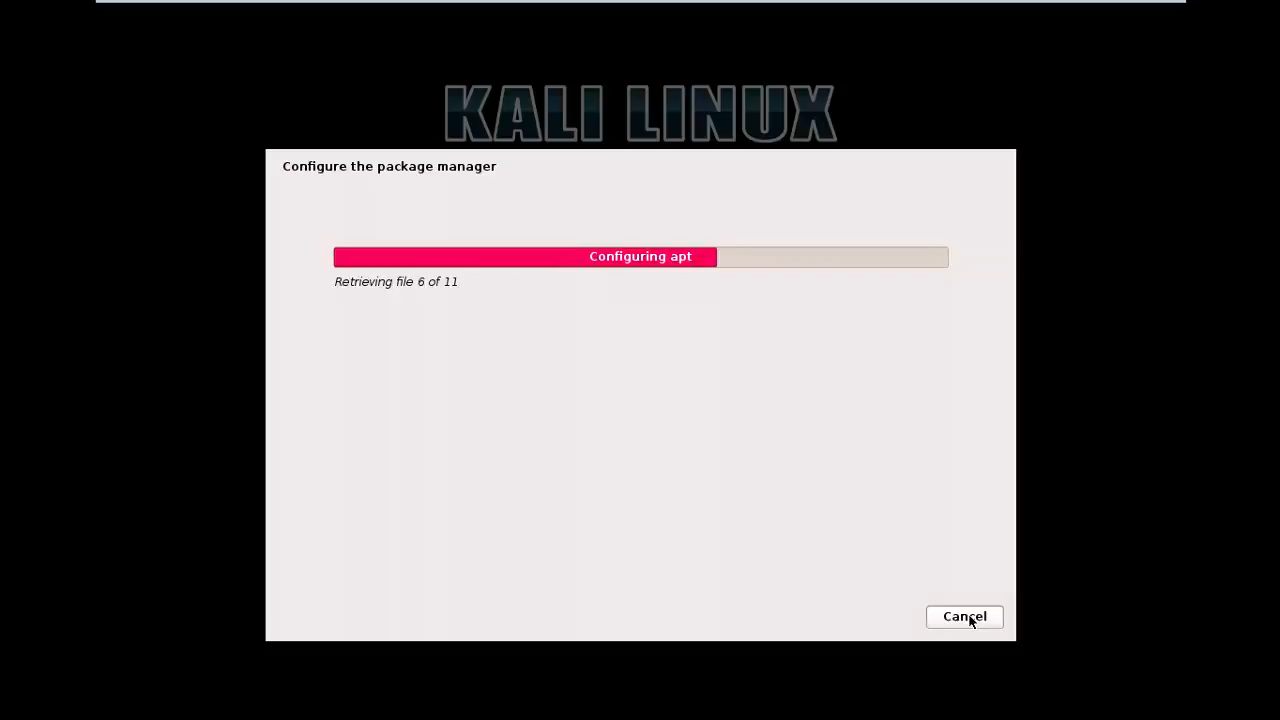 KALI LINUX
Configure the package manager
Configuring apt
Retrieving file 6 of 11
Cancel